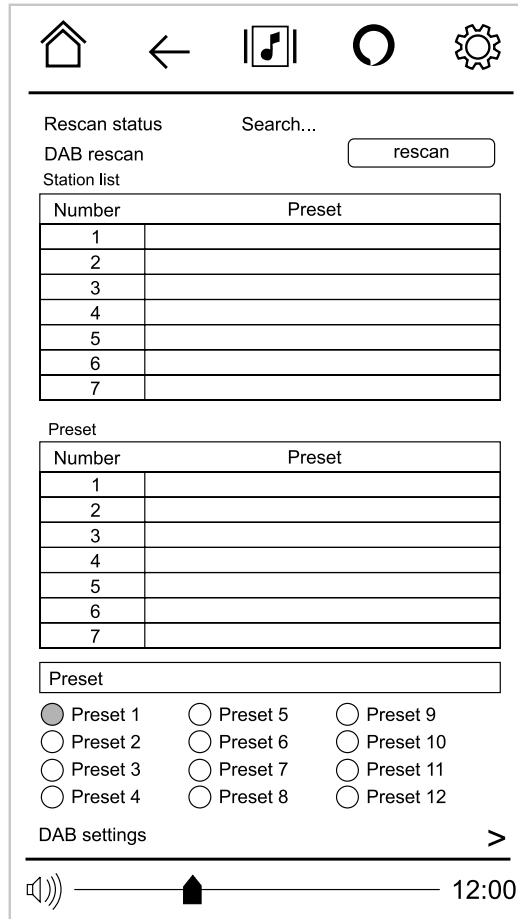 Rescan status Search...
DAB rescan rescan
Station list
Number Preset
1
2
3
4
5
6
7
Preset
Number Preset
1
2
3
4
5
6
7
Preset
Preset 1 Preset 5 Preset 9
Preset 2 Preset 6 Preset 10
Preset 3 Preset 7 Preset 11
Preset 4 Preset 8 Preset 12
DAB settings >
12:00